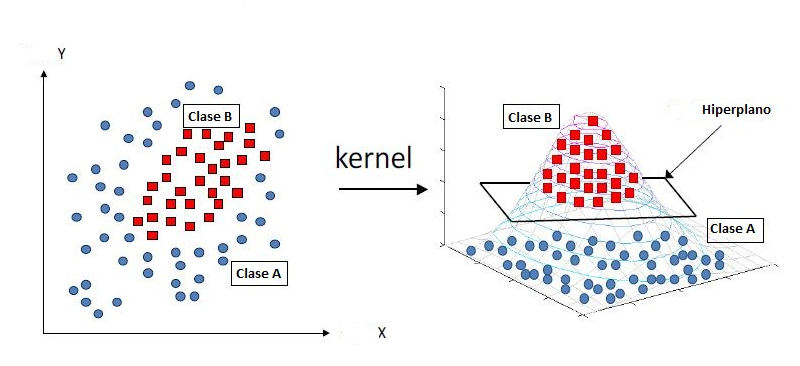 Y
Clase B
Clase A
X
kernel
Clase B
Hiperplano
Clase A